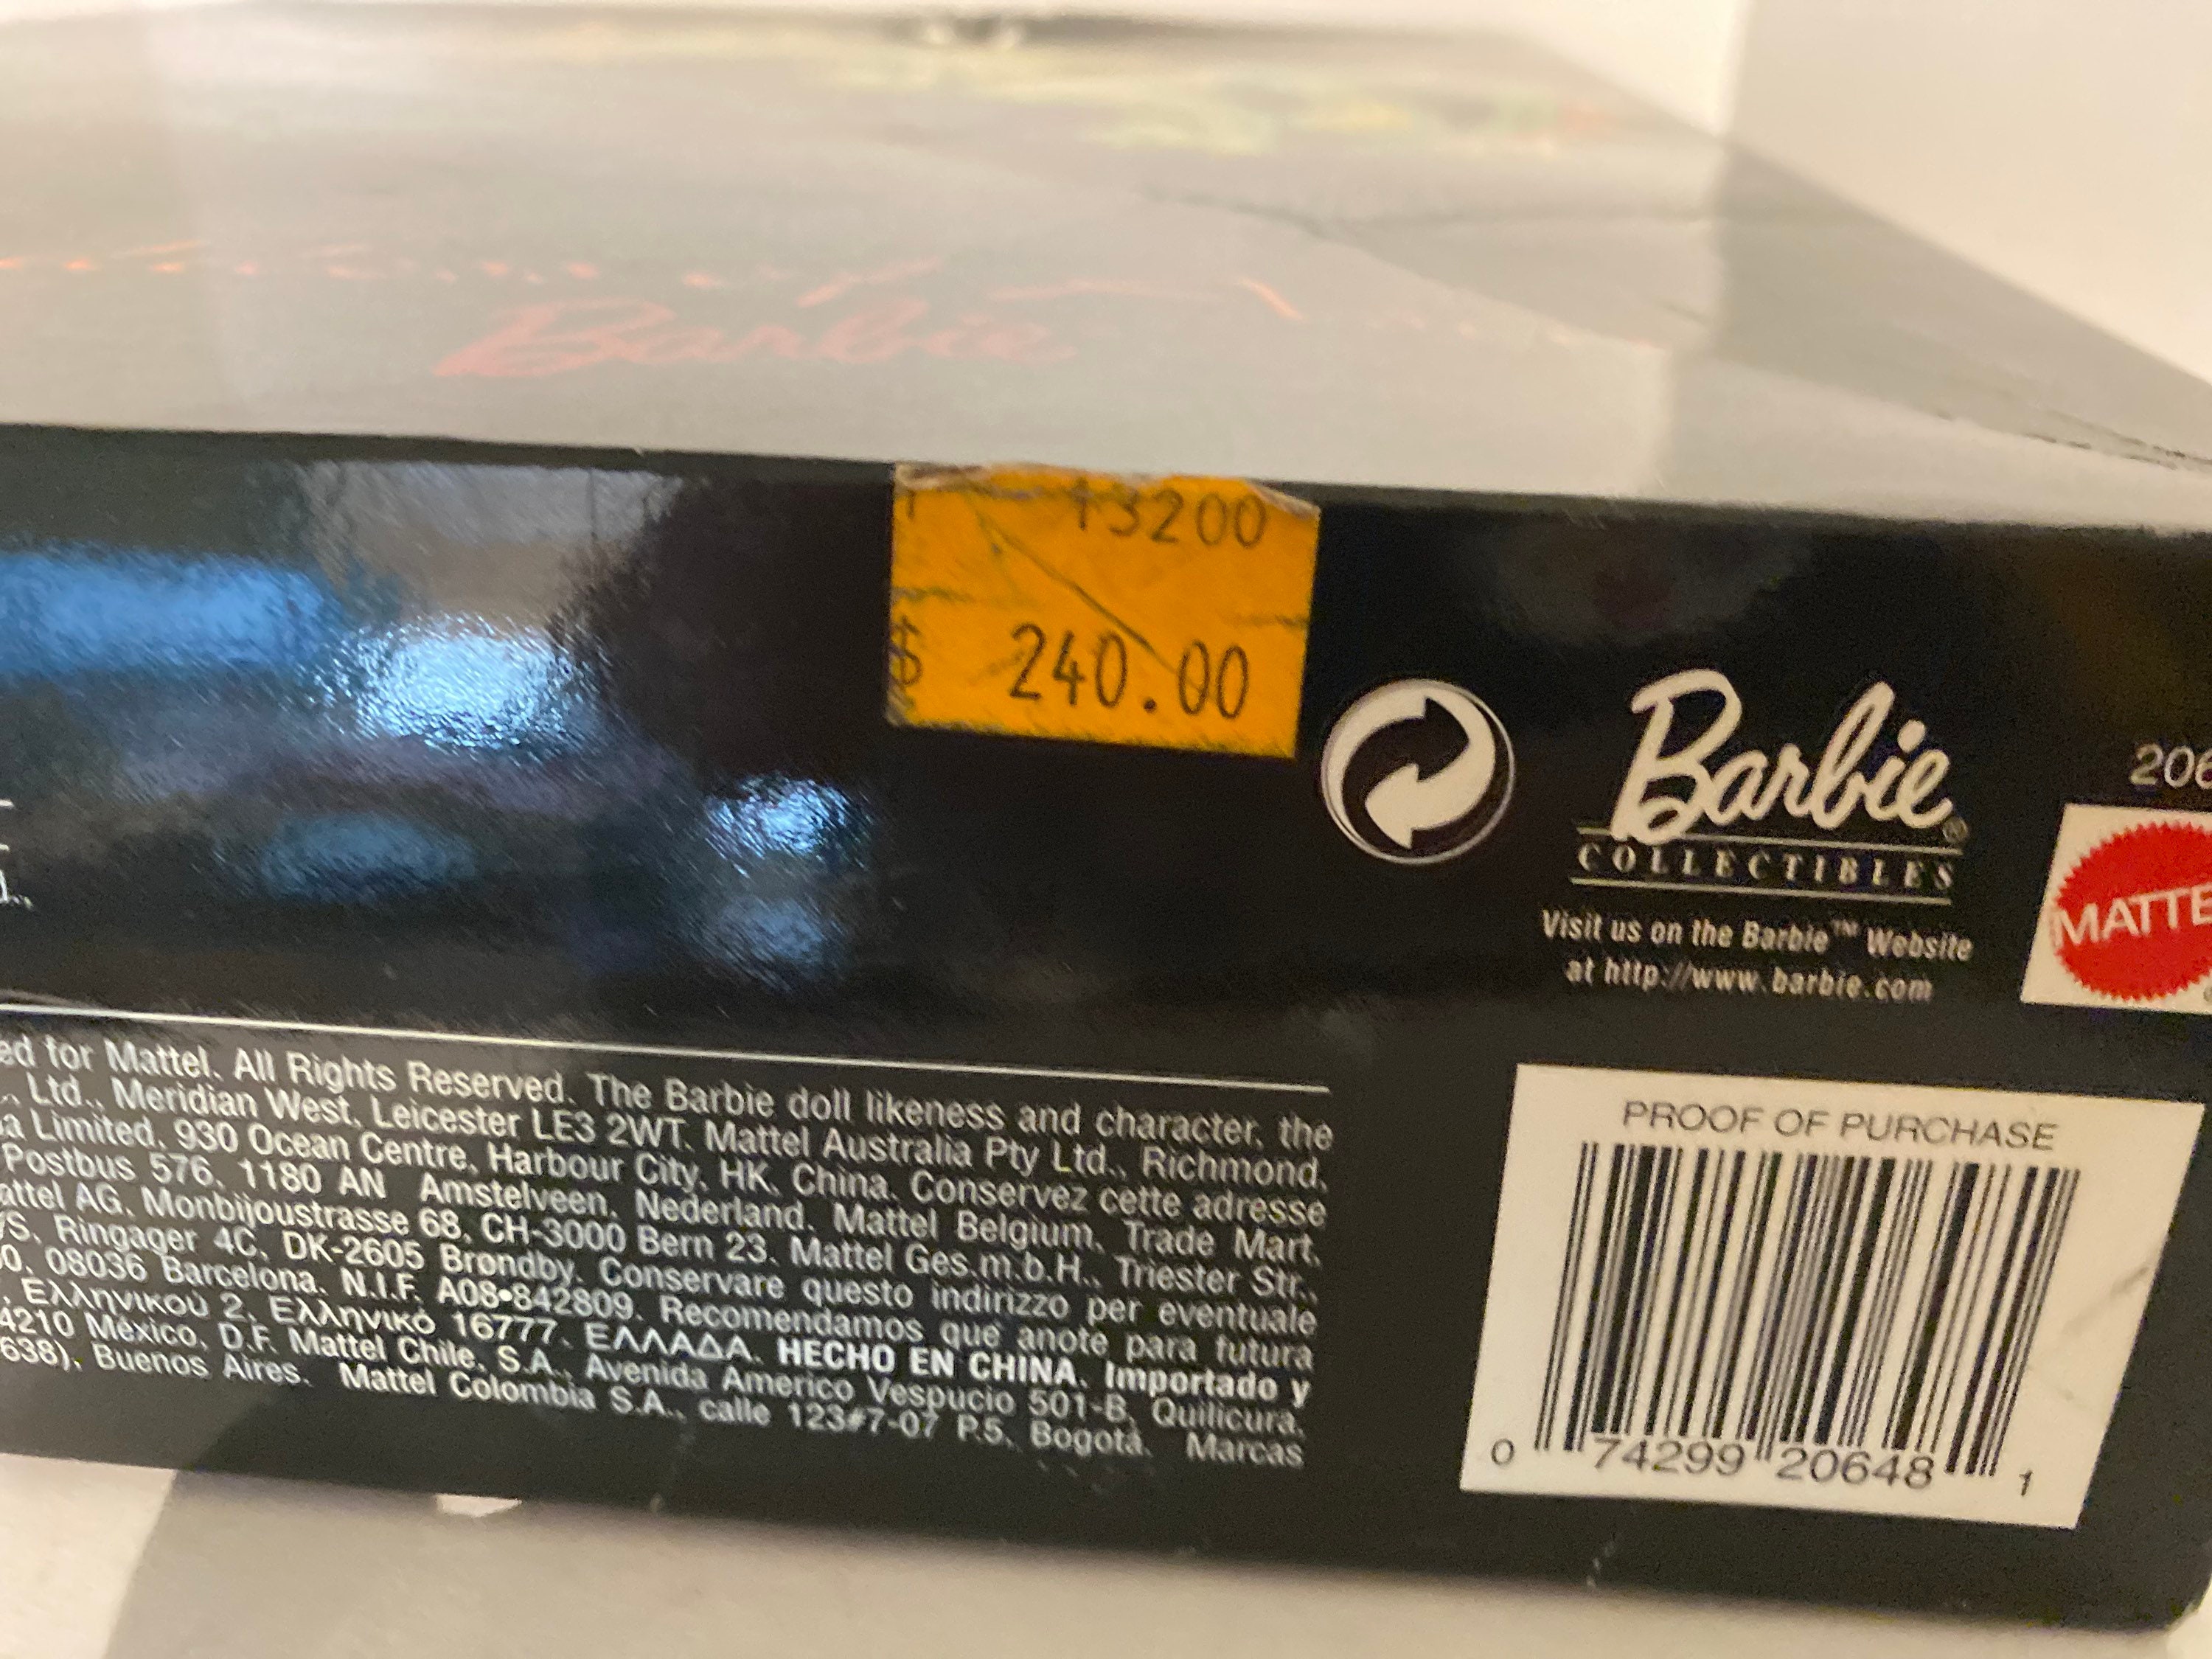 Barbie
13200
$ 240.00
Barbie®
COLLECTIBLES
Visit us on the Barbie™ Website
at http://www.barbie.com
206
MATTE
ed for Mattel. All Rights Reserved. The Barbie doll likeness and character, the
., Ltd., Meridian West, Leicester LE3 2WT. Mattel Australia Pty Ltd., Richmond,
a Limited, 930 Ocean Centre, Harbour City, HK, China. Conservez cette adresse
Postbus 576, 1180 AN Amstelveen, Nederland. Mattel Belgium, Trade Mart,
attel AG, Monbijoustrasse 68, CH-3000 Bern 23. Mattel Ges.m.b.H., Triester Str.,
/S, Ringager 4C, DK-2605 Brøndby. Conservare questo indirizzo per eventuale
0, 08036 Barcelona. N.I.F. A08•842809. Recomendamos que anote para futura
, Ελληνικού 2, Ελληνικό 16777. ΕΛΛΑΔΑ. HECHO EN CHINA. Importado y
4210 México, D.F. Mattel Chile, S.A., Avenida Americo Vespucio 501-B, Quilicura,
638), Buenos Aires. Mattel Colombia S.A., calle 123#7-07 P.5, Bogotá. Marcas
PROOF OF PURCHASE
0 74299 20648 1